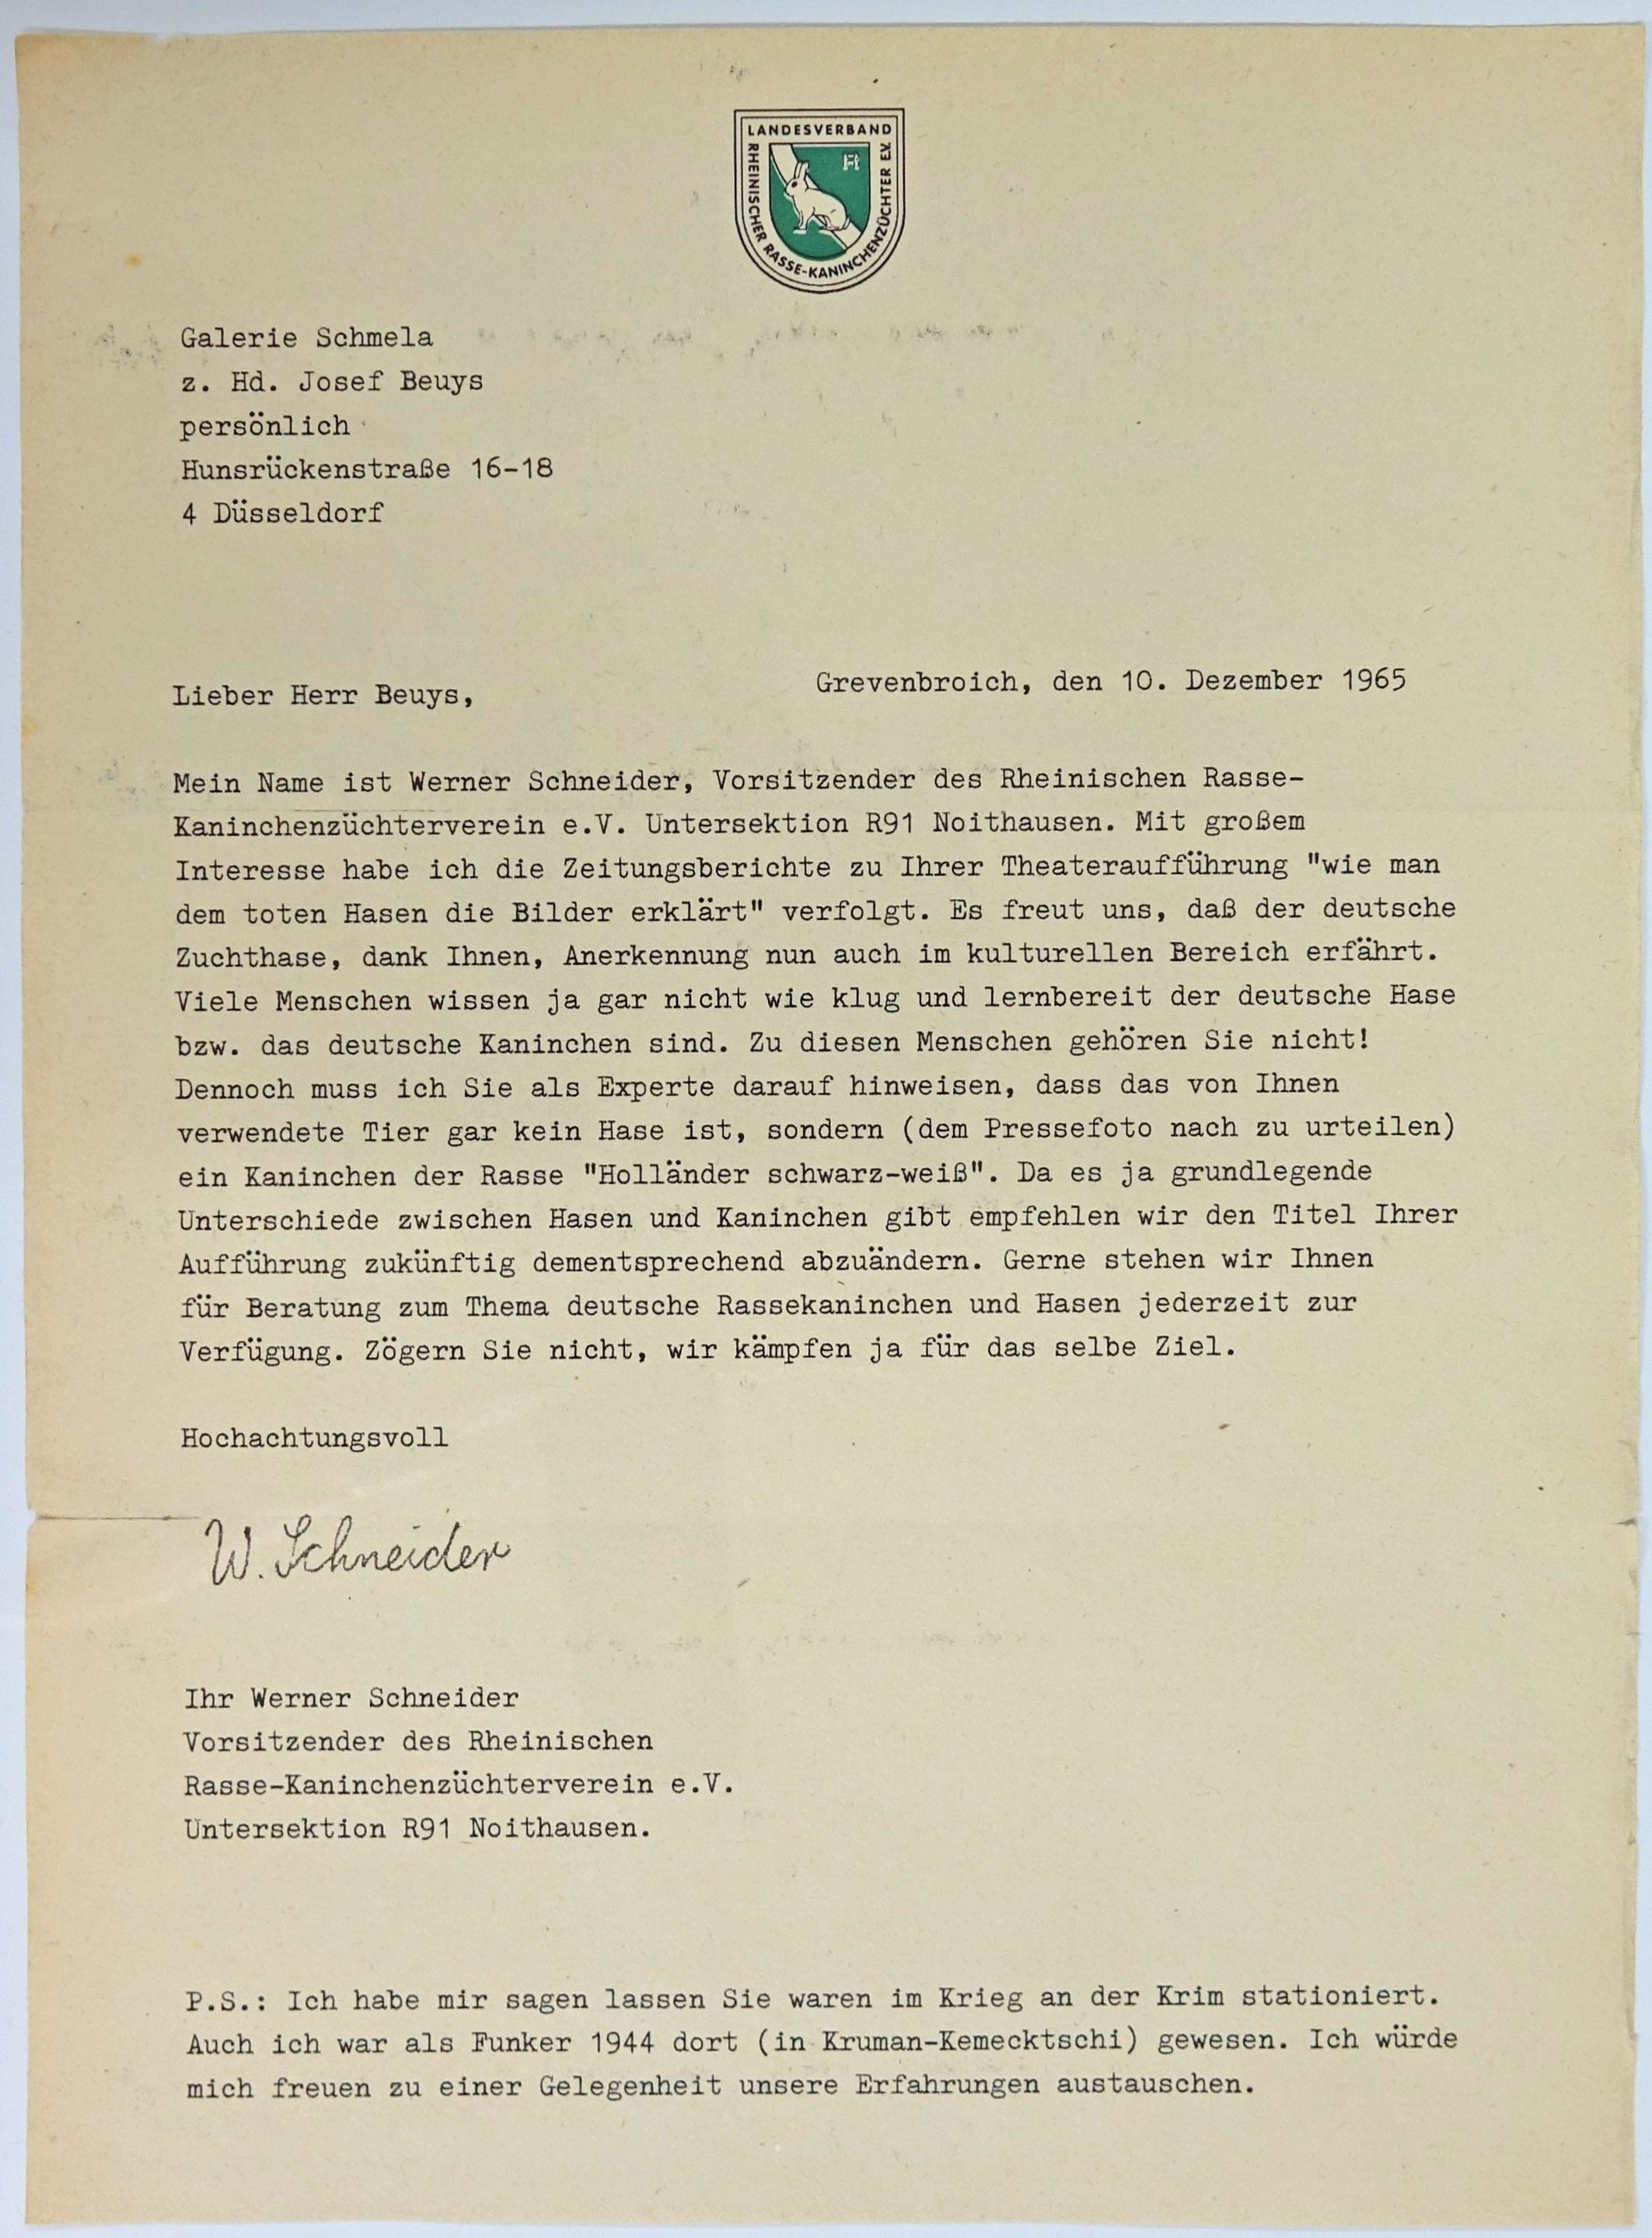 LANDESVERBAND
RHEINISCHER RASSE-KANINCHENZÜCHTER E.V.
Galerie Schmela
z. Hd. Josef Beuys
persönlich
Hunsrückenstraße 16-18
4 Düsseldorf
Grevenbroich, den 10. Dezember 1965
Lieber Herr Beuys,
Mein Name ist Werner Schneider, Vorsitzender des Rheinischen Rasse-
Kaninchenzüchterverein e.V. Untersektion R91 Noithausen. Mit großem
Interesse habe ich die Zeitungsberichte zu Ihrer Theateraufführung "wie man
dem toten Hasen die Bilder erklärt" verfolgt. Es freut uns, daß der deutsche
Zuchthase, dank Ihnen, Anerkennung nun auch im kulturellen Bereich erfährt.
Viele Menschen wissen ja gar nicht wie klug und lernbereit der deutsche Hase
bzw. das deutsche Kaninchen sind. Zu diesen Menschen gehören Sie nicht!
Dennoch muss ich Sie als Experte darauf hinweisen, dass das von Ihnen
verwendete Tier gar kein Hase ist, sondern (dem Pressefoto nach zu urteilen)
ein Kaninchen der Rasse "Holländer schwarz-weiß". Da es ja grundlegende
Unterschiede zwischen Hasen und Kaninchen gibt empfehlen wir den Titel Ihrer
Aufführung zukünftig dementsprechend abzuändern. Gerne stehen wir Ihnen
für Beratung zum Thema deutsche Rassekaninchen und Hasen jederzeit zur
Verfügung. Zögern Sie nicht, wir kämpfen ja für das selbe Ziel.
Hochachtungsvoll
W. Schneider
Ihr Werner Schneider
Vorsitzender des Rheinischen
Rasse-Kaninchenzüchterverein e.V.
Untersektion R91 Noithausen.
P.S.: Ich habe mir sagen lassen Sie waren im Krieg an der Krim stationiert.
Auch ich war als Funker 1944 dort (in Kruman-Kemecktschi) gewesen. Ich würde
mich freuen zu einer Gelegenheit unsere Erfahrungen austauschen.